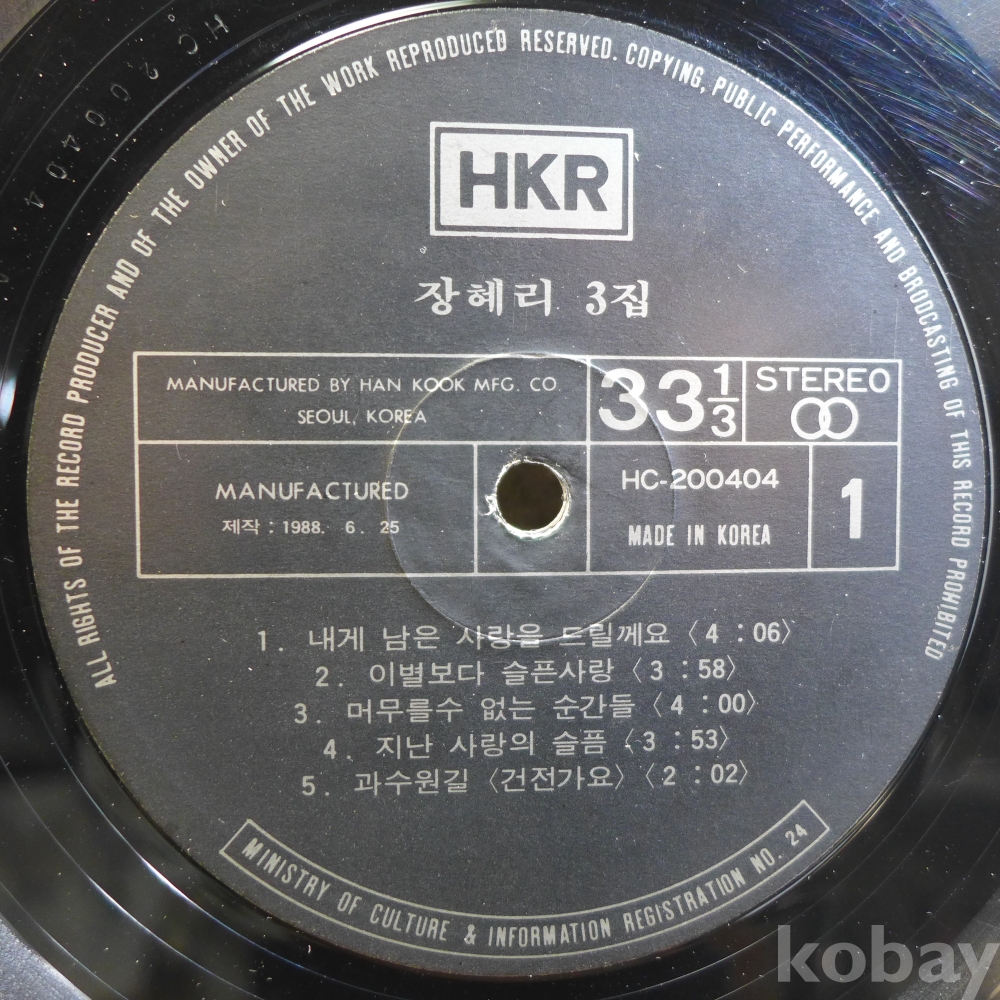 HC 200404
ALL RIGHTS OF THE RECORD PRODUCER AND OF THE OWNER OF THE WORK REPRODUCED RESERVED. COPYING, PUBLIC PERFORMANCE AND BRODCASTING OF THIS RECORD PROHIBITED
HKR
장혜리 3집
MANUFACTURED BY HAN KOOK MFG. CO.
SEOUL, KOREA
33 1/3
STEREO
MANUFACTURED
제작 : 1988. 6. 25
HC-200404
MADE IN KOREA
1
1. 내게 남은 사랑을 드릴께요 〈4 : 06〉
2. 이별보다 슬픈사랑 〈3 : 58〉
3. 머무를수 없는 순간들 〈4 : 00〉
4. 지난 사랑의 슬픔 〈3 : 53〉
5. 과수원길 〈건전가요〉〈2 : 02〉
MINISTRY OF CULTURE & INFORMATION REGISTRATION NO. 24
kobay